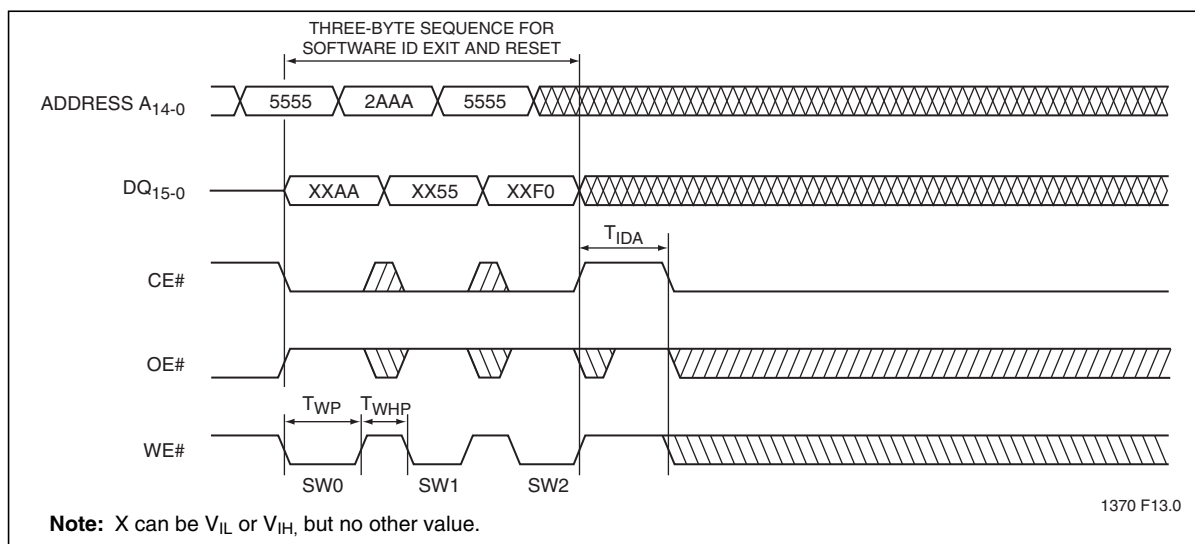 THREE-BYTE SEQUENCE FOR
SOFTWARE ID EXIT AND RESET
ADDRESS A14-0
5555 2AAA 5555
DQ15-0
XXAA XX55 XXF0
TIDA
CE#
OE#
TWP TWHP
WE#
SW0 SW1 SW2
1370 F13.0
Note: X can be VIL or VIH, but no other value.